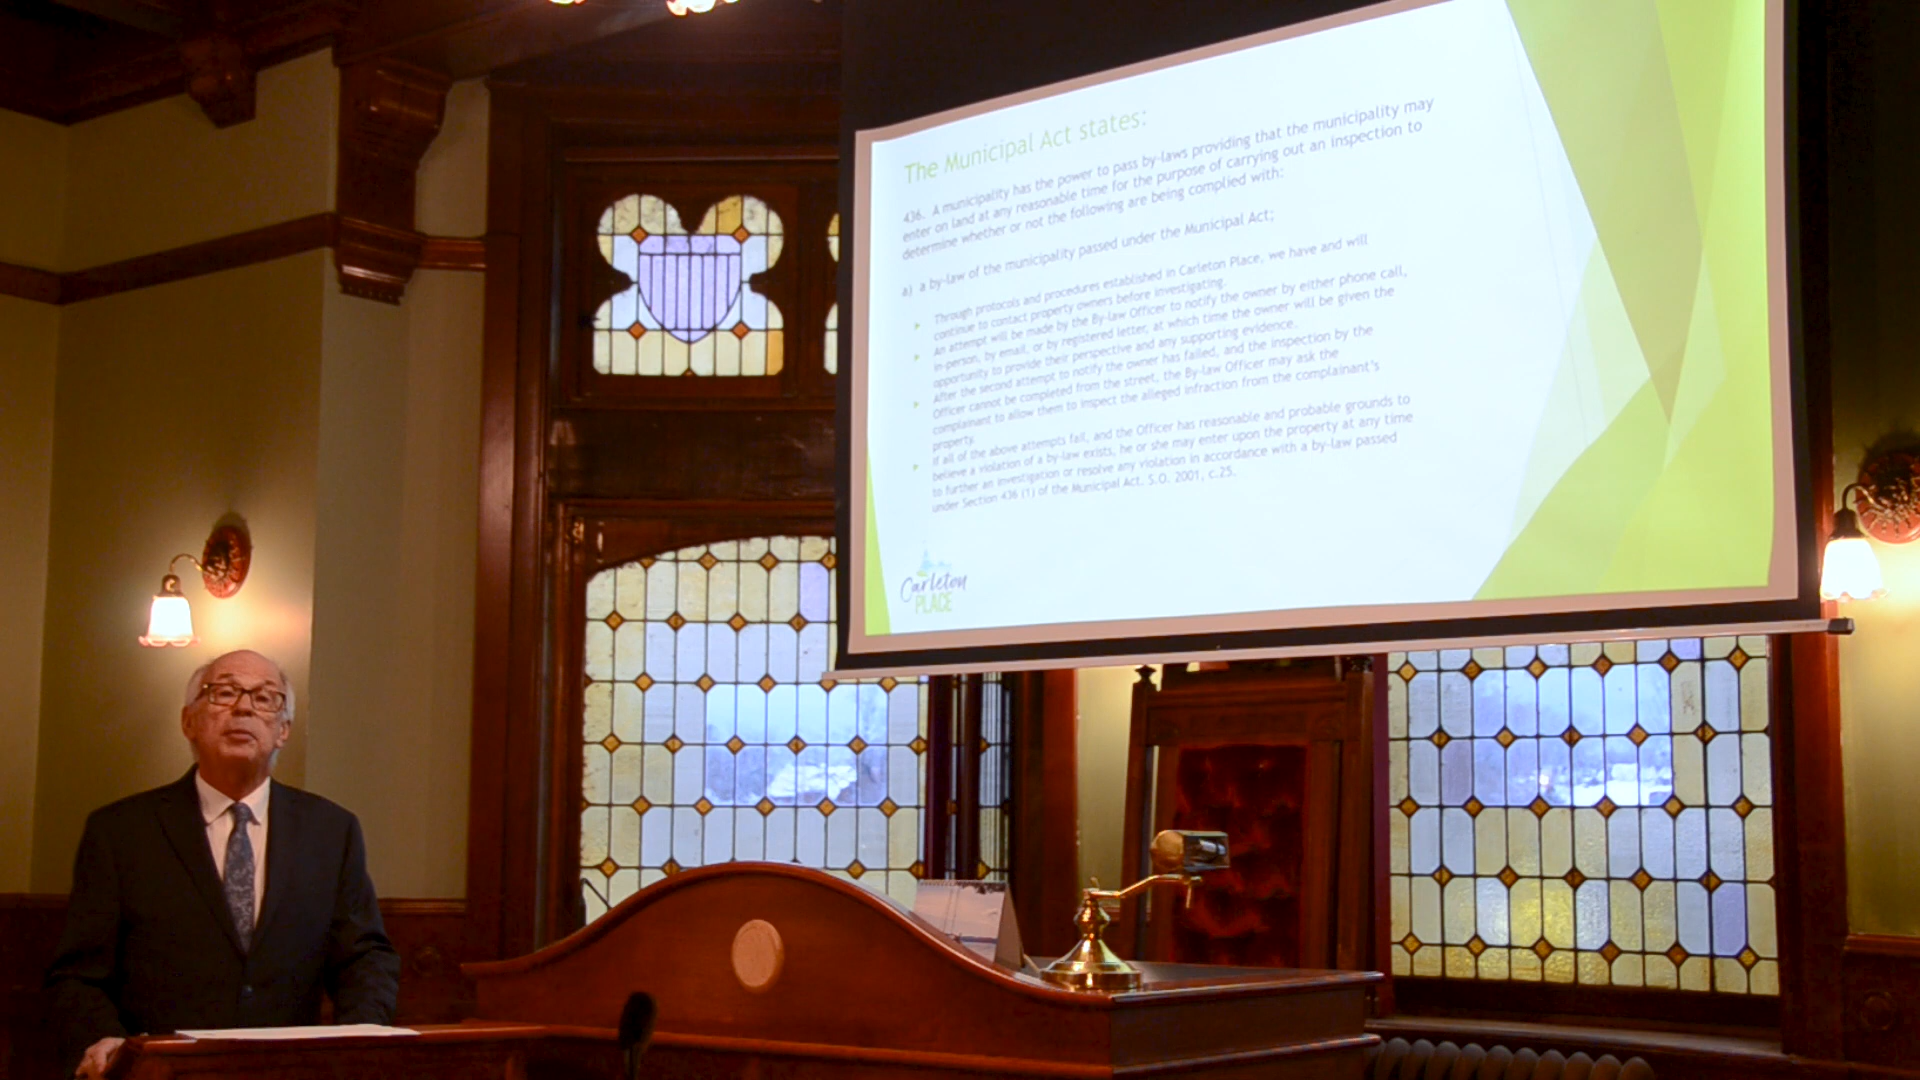 The Municipal Act states:
436. A municipality has the power to pass by-laws providing that the municipality may
enter on land at any reasonable time for the purpose of carrying out an inspection to
determine whether or not the following are being complied with:
a) a by-law of the municipality passed under the Municipal Act;
Through protocols and procedures established in Carleton Place, we have and will
continue to contact property owners before investigating.
An attempt will be made by the By-law Officer to notify the owner by either phone call,
in-person, by email, or by registered letter, at which time the owner will be given the
opportunity to provide their perspective and any supporting evidence.
After the second attempt to notify the owner has failed, and the inspection by the
Officer cannot be completed from the street, the By-law Officer may ask the
complainant to allow them to inspect the alleged infraction from the complainant's
property.
If all of the above attempts fail, and the Officer has reasonable and probable grounds to
believe a violation of a by-law exists, he or she may enter upon the property at any time
to further an investigation or resolve any violation in accordance with a by-law passed
under Section 436 (1) of the Municipal Act, S.O. 2001, c.25.
Carleton
PLACE